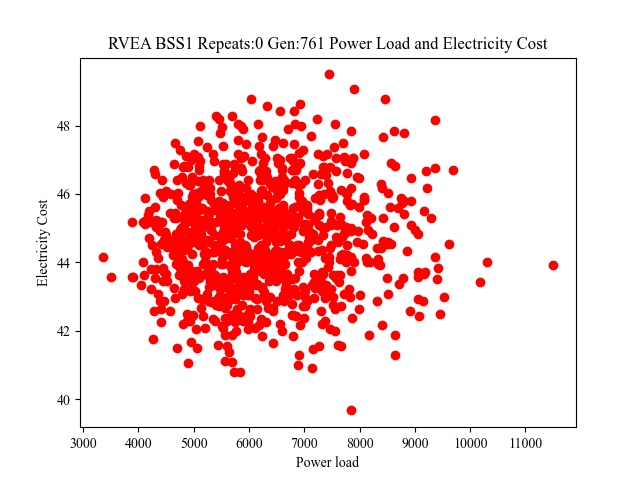 RVEA BSS1 Repeats:0 Gen:761 Power Load and Electricity Cost
48
46
44
42
40
Electricity Cost
3000 4000 5000 6000 7000 8000 9000 10000 11000
Power load